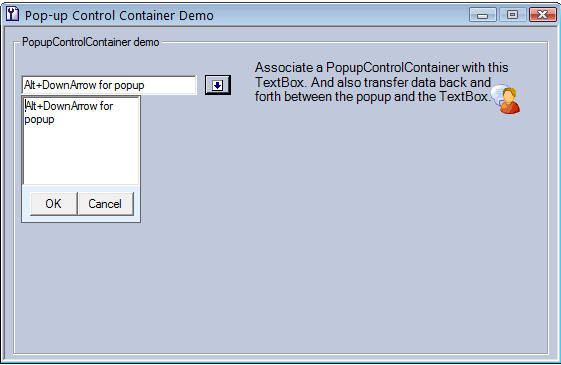 Pop-up Control Container Demo
PopupControlContainer demo
Alt+DownArrow for popup
Associate a PopupControlContainer with this
TextBox. And also transfer data back and
forth between the popup and the TextBox.
Alt+DownArrow for
popup
OK
Cancel